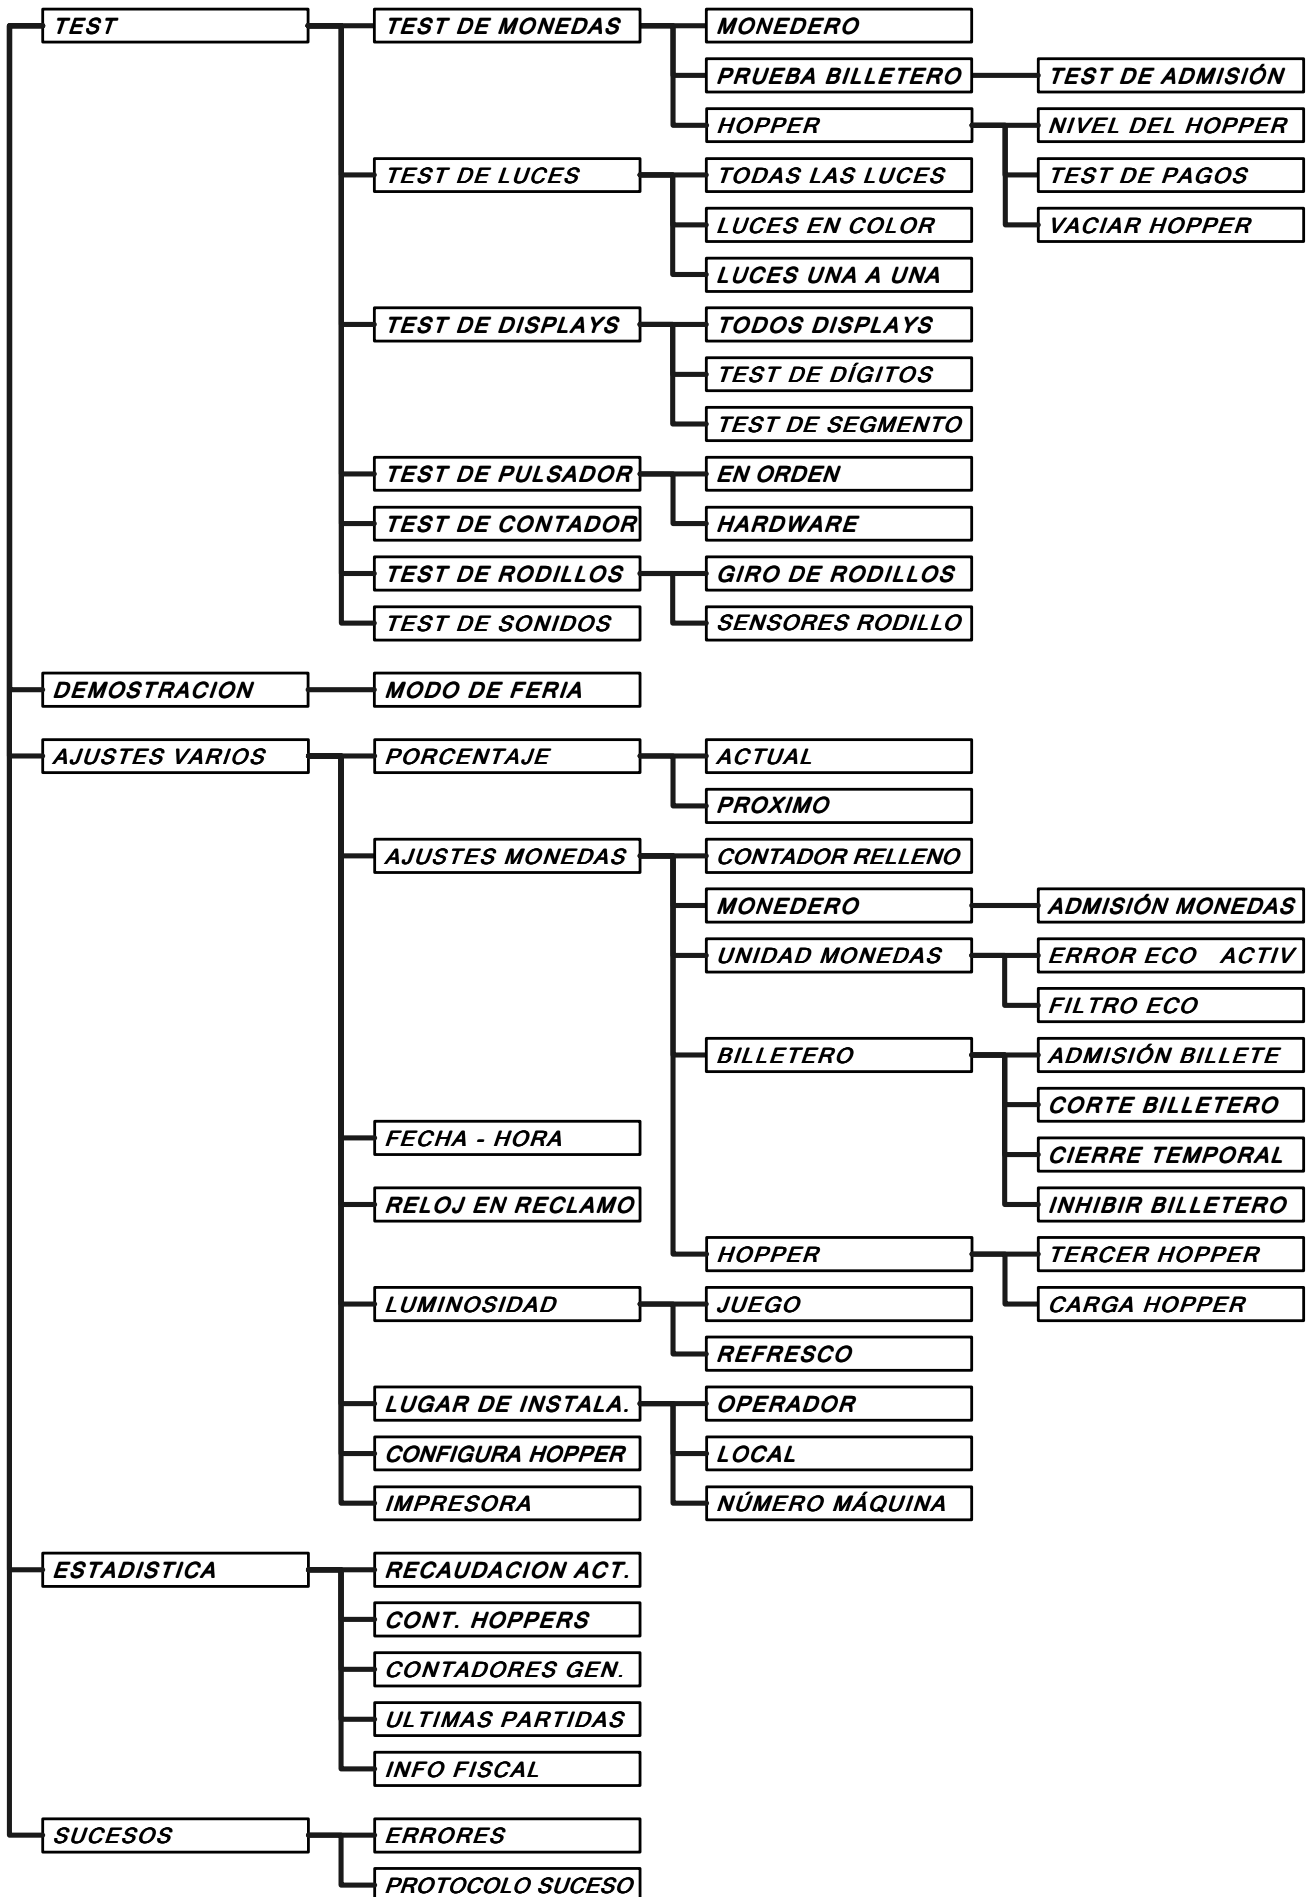 TEST
TEST DE MONEDAS
MONEDERO
PRUEBA BILLETERO
TEST DE ADMISIÓN
HOPPER
NIVEL DEL HOPPER
TEST DE PAGOS
VACIAR HOPPER
TEST DE LUCES
TODAS LAS LUCES
LUCES EN COLOR
LUCES UNA A UNA
TEST DE DISPLAYS
TODOS DISPLAYS
TEST DE DÍGITOS
TEST DE SEGMENTO
TEST DE PULSADOR
EN ORDEN
HARDWARE
TEST DE CONTADOR
TEST DE RODILLOS
GIRO DE RODILLOS
SENSORES RODILLO
TEST DE SONIDOS
DEMOSTRACION
MODO DE FERIA
AJUSTES VARIOS
PORCENTAJE
ACTUAL
PROXIMO
AJUSTES MONEDAS
CONTADOR RELLENO
MONEDERO
ADMISIÓN MONEDAS
UNIDAD MONEDAS
ERROR ECO ACTIV
FILTRO ECO
BILLETERO
ADMISIÓN BILLETE
CORTE BILLETERO
CIERRE TEMPORAL
INHIBIR BILLETERO
HOPPER
TERCER HOPPER
CARGA HOPPER
FECHA - HORA
RELOJ EN RECLAMO
LUMINOSIDAD
JUEGO
REFRESCO
LUGAR DE INSTALA.
OPERADOR
LOCAL
NÚMERO MÁQUINA
CONFIGURA HOPPER
IMPRESORA
ESTADISTICA
RECAUDACION ACT.
CONT. HOPPERS
CONTADORES GEN.
ULTIMAS PARTIDAS
INFO FISCAL
SUCESOS
ERRORES
PROTOCOLO SUCESO